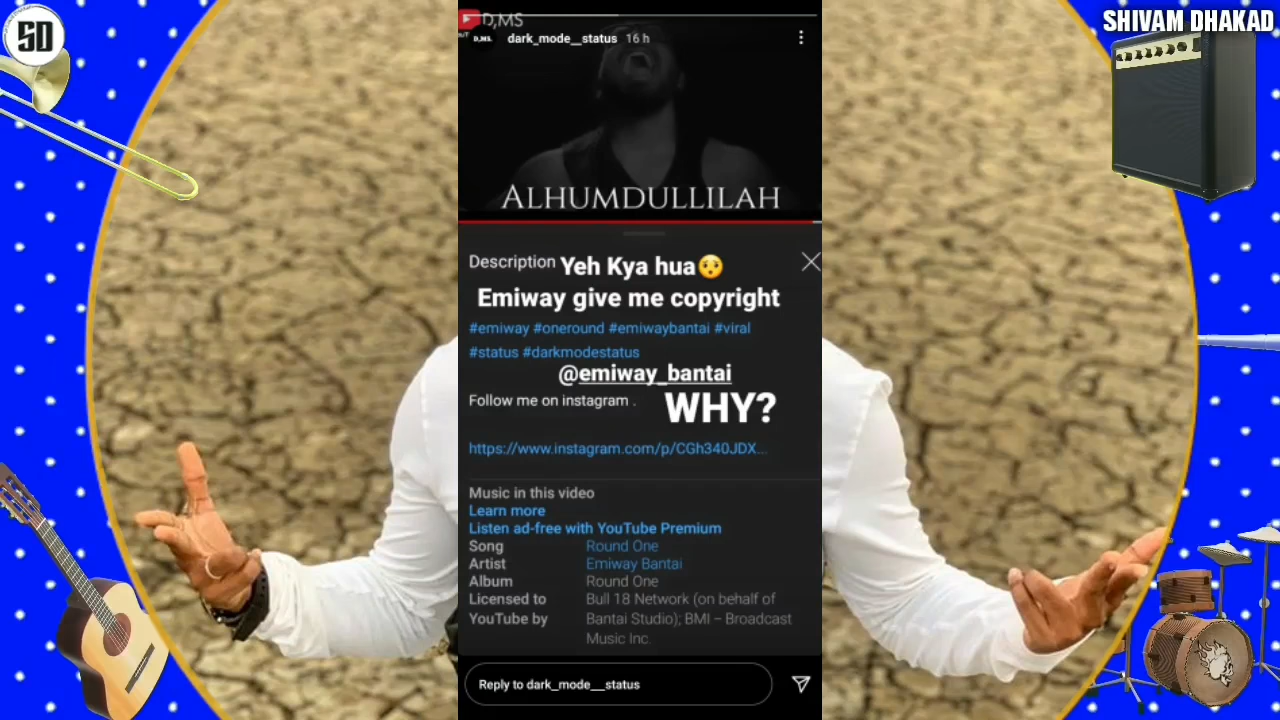 SD
SHIVAM DHAKAD
D,MS
D,MS.
dark_mode__status 16 h
ALHUMDULLILAH
Description Yeh Kya hua😯
Emiway give me copyright
#emiway #oneround #emiwaybantai #viral
#status #darkmodestatus
@emiway_bantai
Follow me on instagram . WHY?
https://www.instagram.com/p/CGh340JDX...
Music in this video
Learn more
Listen ad-free with YouTube Premium
Song Round One
Artist Emiway Bantai
Album Round One
Licensed to Bull 18 Network (on behalf of
YouTube by Bantai Studio); BMI – Broadcast
Music Inc.
Reply to dark_mode__status